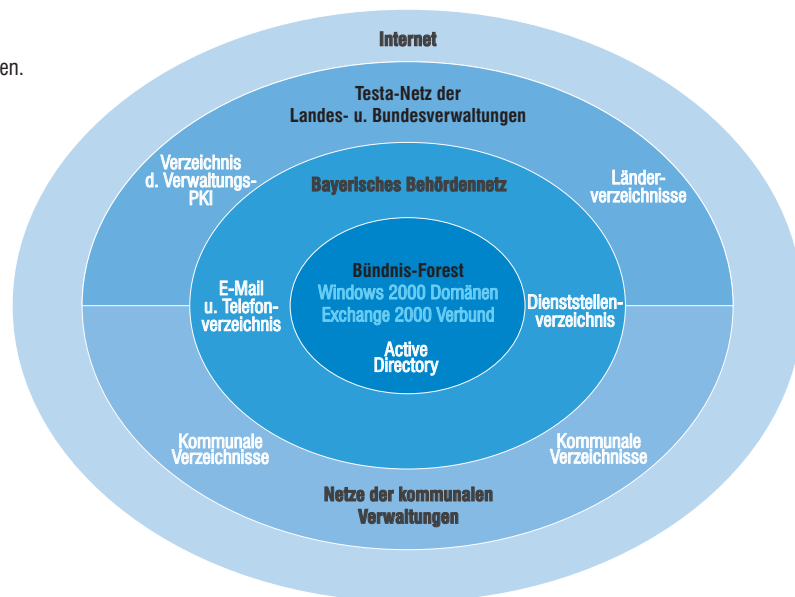 Internet
en.
Testa-Netz der
Landes- u. Bundesverwaltungen
Verzeichnis
d. Verwaltungs-
PKI
Länder-
verzeichnisse
Bayerisches Behördennetz
Bündnis-Forest
Windows 2000 Domänen
Exchange 2000 Verbund
Active
Directory
E-Mail
u. Telefon-
verzeichnis
Dienststellen-
verzeichnis
Kommunale
Verzeichnisse
Kommunale
Verzeichnisse
Netze der kommunalen
Verwaltungen